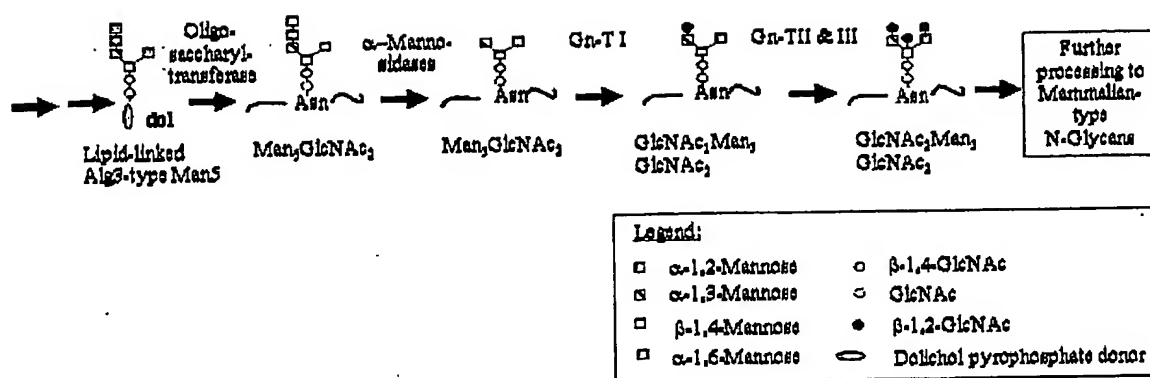 Oligo-
saccharyl-
transferase
α-Manno-
sidases
Gn-T I
Gn-TII & III
Further
processing to
Mammalian-
type
N-Glycans
dol
Asn
Asn
Asn
Asn
Lipid-linked
Alg3-type Man5
Man₅GlcNAc₂
Man₃GlcNAc₂
GlcNAc₁Man₃
GlcNAc₂
GlcNAc₃Man₃
GlcNAc₂
Legend:
α-1,2-Mannose
β-1,4-GlcNAc
α-1,3-Mannose
GlcNAc
β-1,4-Mannose
β-1,2-GlcNAc
α-1,6-Mannose
Dolichol pyrophosphate donor